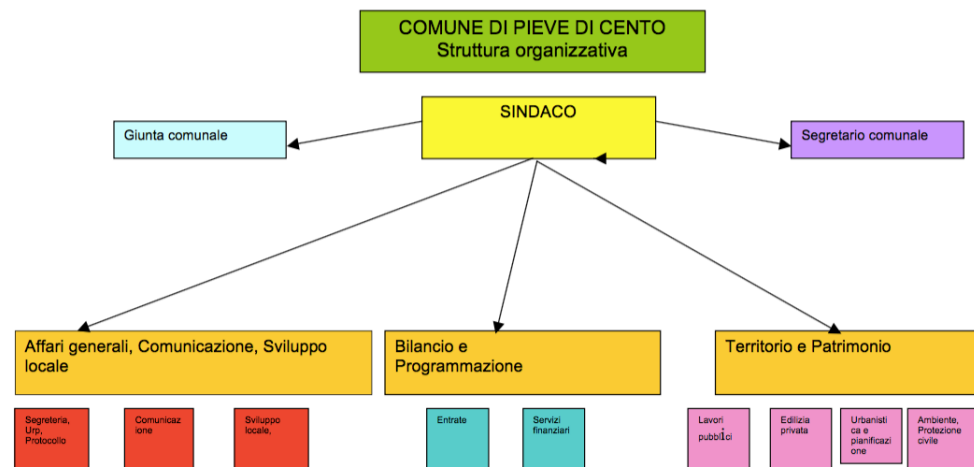 COMUNE DI PIEVE DI CENTO
Struttura organizzativa
SINDACO
Giunta comunale
Segretario comunale
Affari generali, Comunicazione, Sviluppo
locale
Bilancio e
Programmazione
Territorio e Patrimonio
Segreteria,
Urp,
Protocollo
Comunicaz
ione
Sviluppo
locale,
Entrate
Servizi
finanziari
Lavori
pubblici
Edilizia
privata
Urbanisti
ca e
pianificazi
one
Ambiente,
Protezione
civile